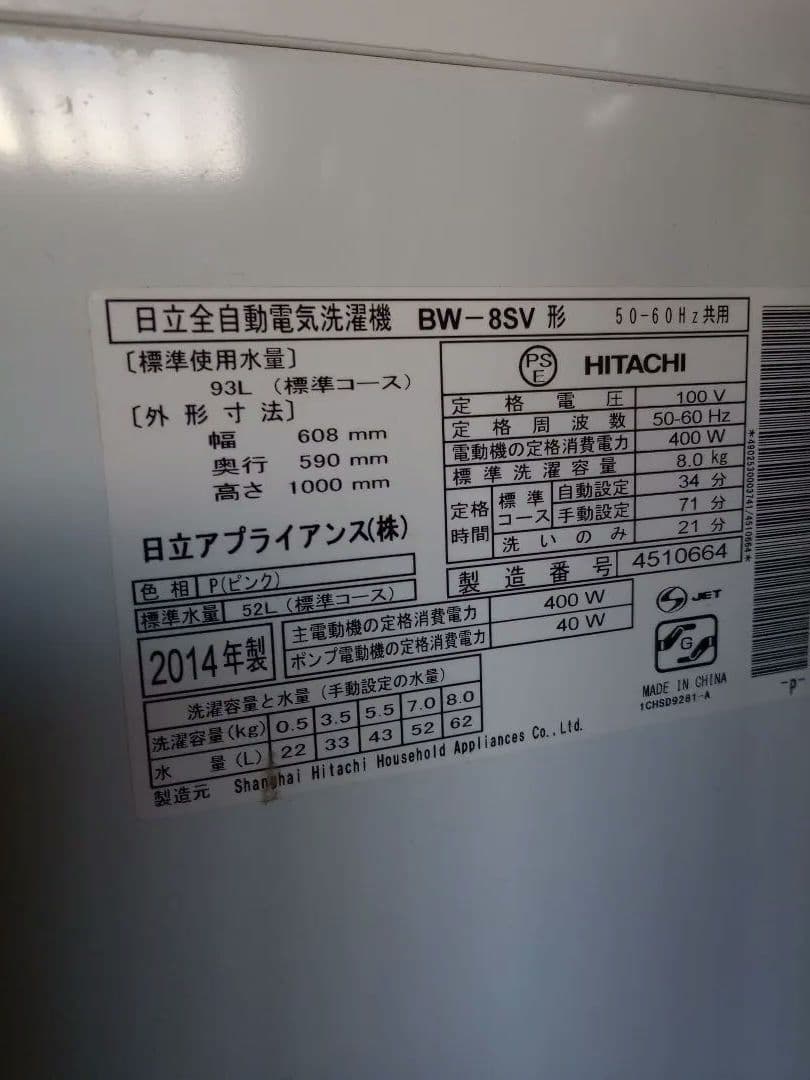 日立全自動電気洗濯機 BW-8SV 形 50-60Hz共用
〔標準使用水量〕
93L (標準コース)
〔外形寸法〕
幅 608 mm
奥行 590 mm
高さ 1000 mm
日立アプライアンス(株)
色相 P(ピンク)
標準水量 52L(標準コース)
PS
E
HITACHI
定格電圧 100 V
定格周波数 50-60 Hz
電動機の定格消費電力 400 W
標準洗濯容量 8.0 kg
定格時間 標準コース 自動設定 34 分
手動設定 71 分
洗いのみ 21 分
製造番号 4510664
2014年製
主電動機の定格消費電力 400 W
ポンプ電動機の定格消費電力 40 W
S JET
G
MADE IN CHINA
1CHSD9281-A
洗濯容量と水量(手動設定の水量)
洗濯容量(kg) 0.5 3.5 5.5 7.0 8.0
水量(L) 22 33 43 52 62
製造元 Shanghai Hitachi Household Appliances Co.,Ltd.
*4902530003741/4510664*
-P-